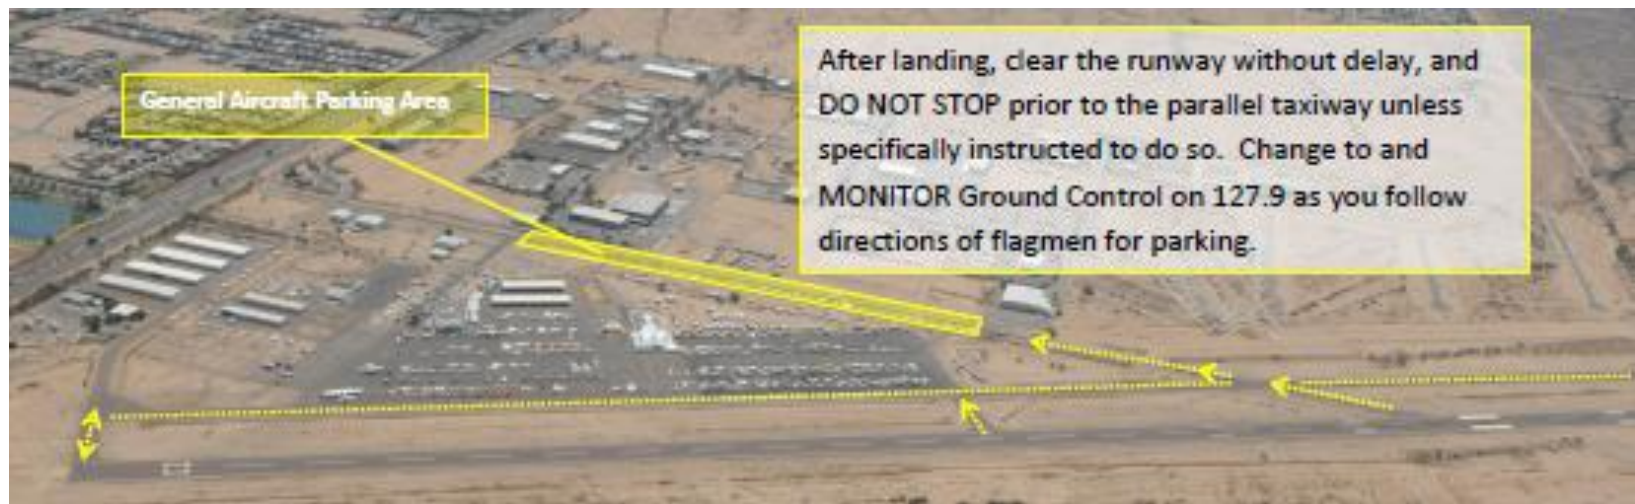 General Aircraft Parking Area
After landing, clear the runway without delay, and
DO NOT STOP prior to the parallel taxiway unless
specifically instructed to do so.  Change to and
MONITOR Ground Control on 127.9 as you follow
directions of flagmen for parking.